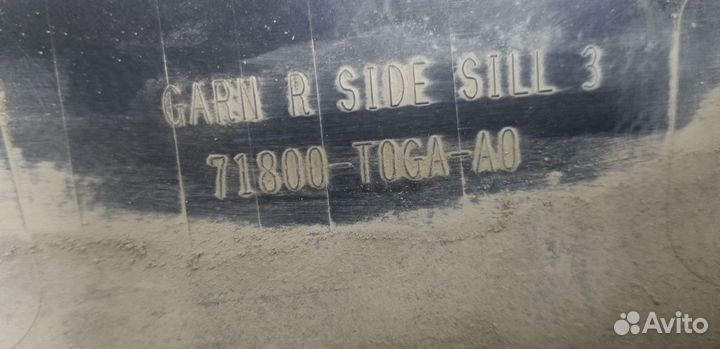 GARN R SIDE SILL 3
71800-T0GA-A0
Avito